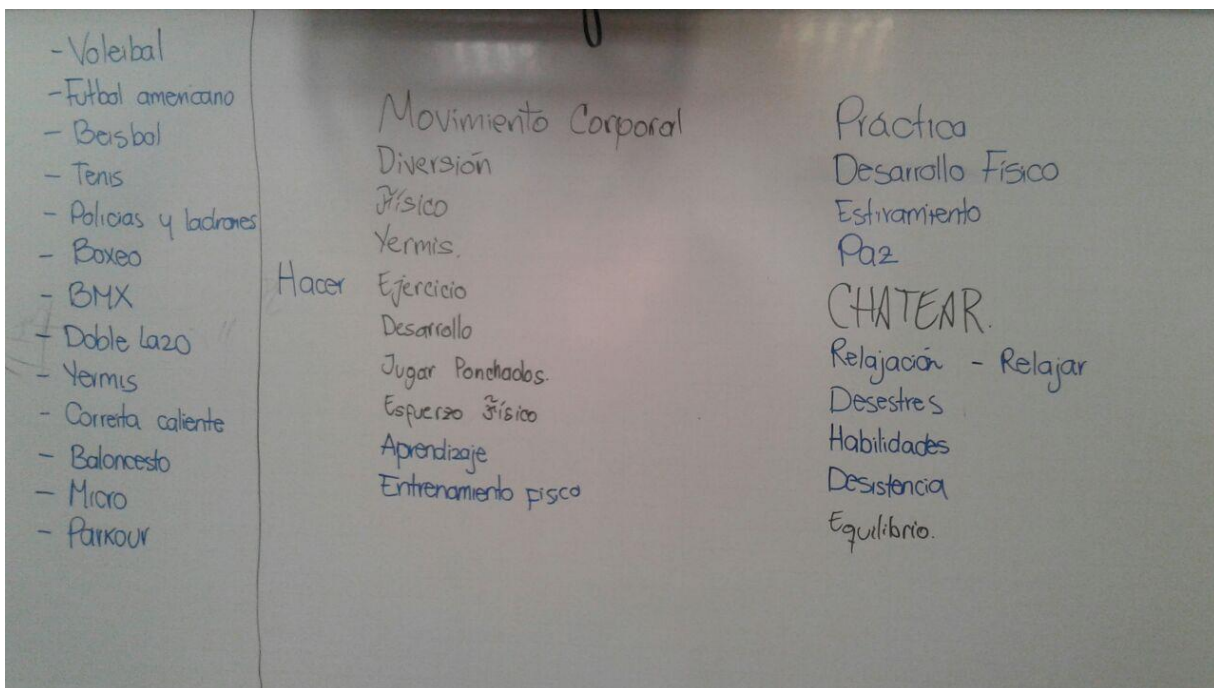 - Voleibal
- Futbol americano
- Beisbol
- Tenis
- Policias y ladrones
- Boxeo
- BMX
- Doble Lazo
- Yermis
- Correita caliente
- Baloncesto
- Micro
- Parkour
Movimiento Corporal
Diversión
Físico
Yermis.
Hacer Ejercicio
Desarrollo
Jugar Ponchados.
Esfuerzo Físico
Aprendizaje
Entrenamiento fisco
Práctica
Desarrollo Físico
Estiramiento
Paz
CHATEAR.
Relajación - Relajar
Desestres
Habilidades
Desistencia
Equilibrio.